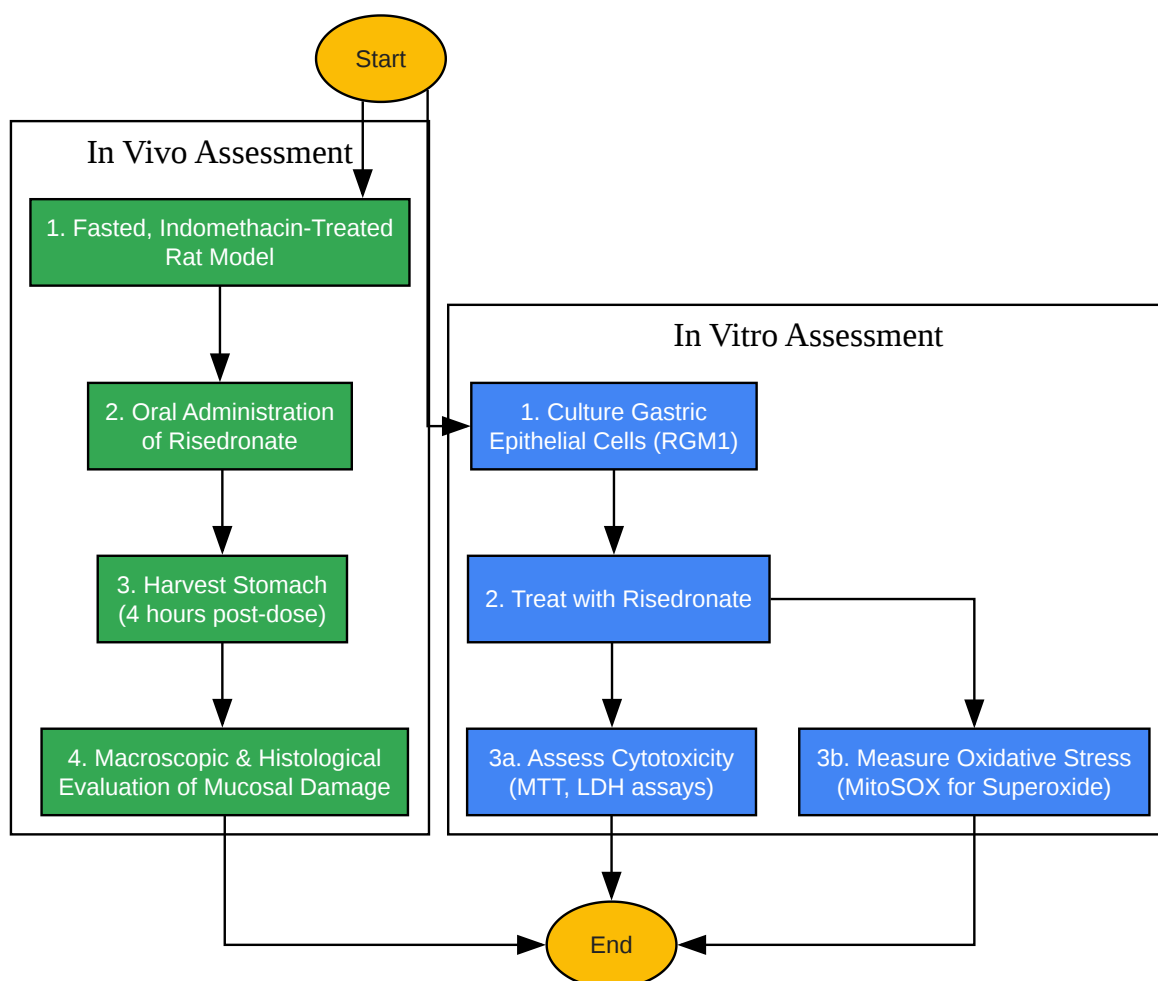 Start
In Vivo Assessment
1. Fasted, Indomethacin-Treated
Rat Model
2. Oral Administration
of Risedronate
3. Harvest Stomach
(4 hours post-dose)
4. Macroscopic & Histological
Evaluation of Mucosal Damage
In Vitro Assessment
1. Culture Gastric
Epithelial Cells (RGM1)
2. Treat with Risedronate
3a. Assess Cytotoxicity
(MTT, LDH assays)
3b. Measure Oxidative Stress
(MitoSOX for Superoxide)
End